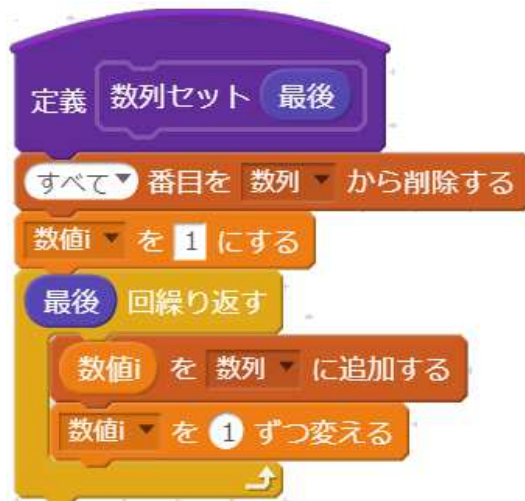 定義 数列セット 最後
すべて 番目を 数列 から削除する
数値i を 1 にする
最後 回繰り返す
数値i を 数列 に追加する
数値i を 1 ずつ変える